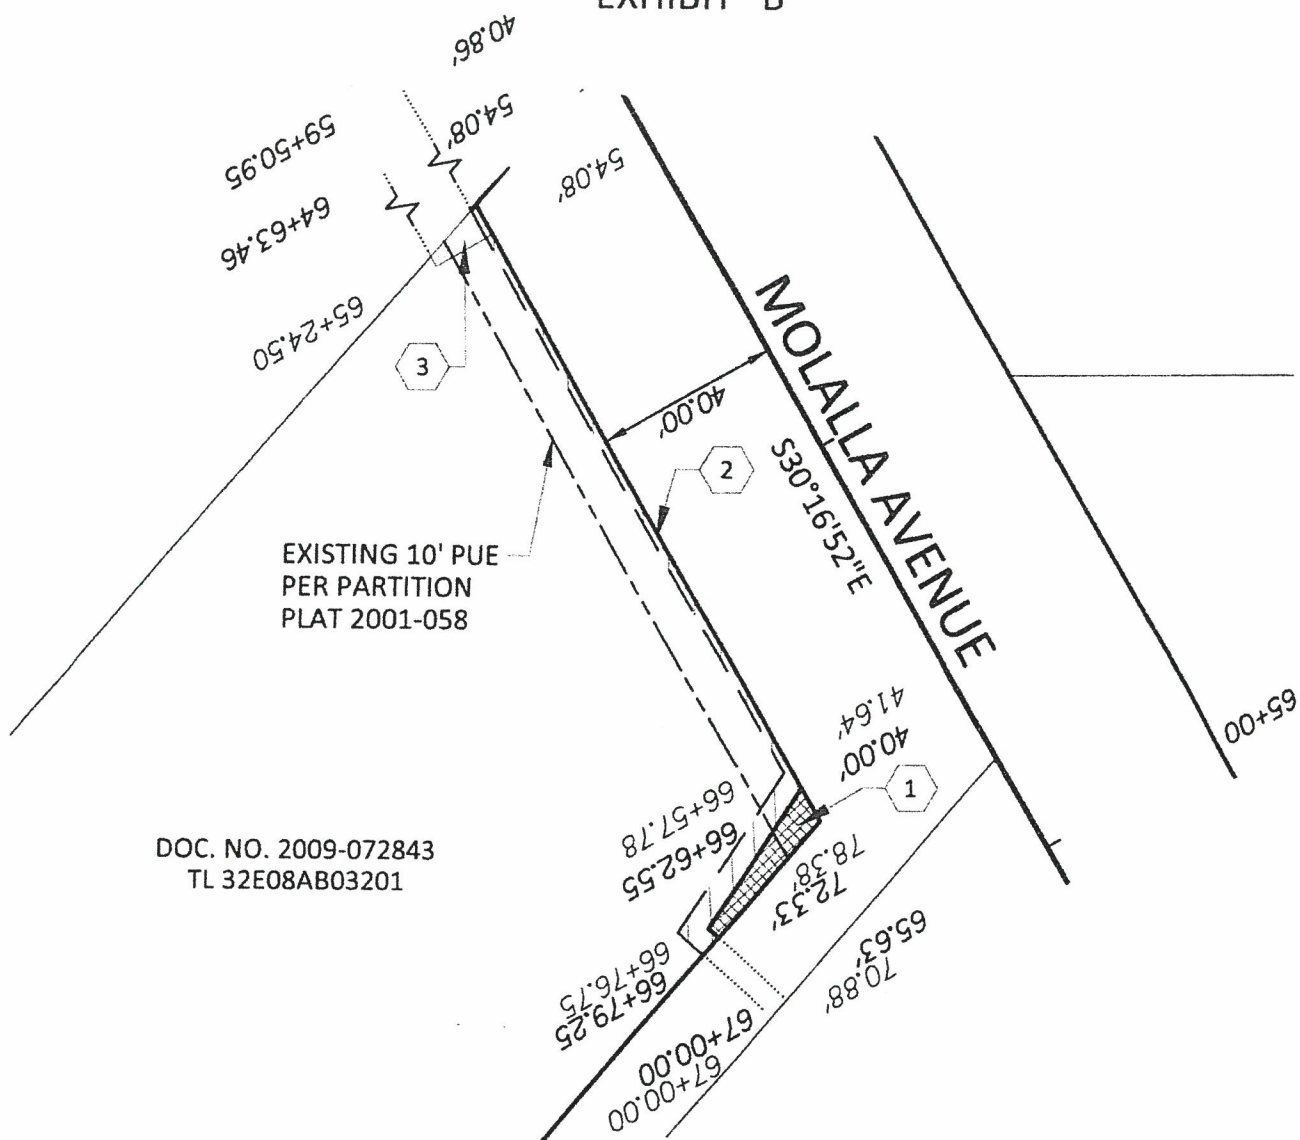 EXHIBIT "B"
40.86'
54.08'
54.08'
59+50.95
64+63.46
65+24.50
3
40.00'
2
MOLALLA AVENUE
S30°16'52"E
EXISTING 10' PUE
PER PARTITION
PLAT 2001-058
65+00
41.64'
40.00'
1
66+57.78
66+62.55
DOC. NO. 2009-072843
TL 32E08AB03201
78.38'
72.33'
65.63'
70.88'
66+76.75
66+79.25
67+00.00
67+00.00